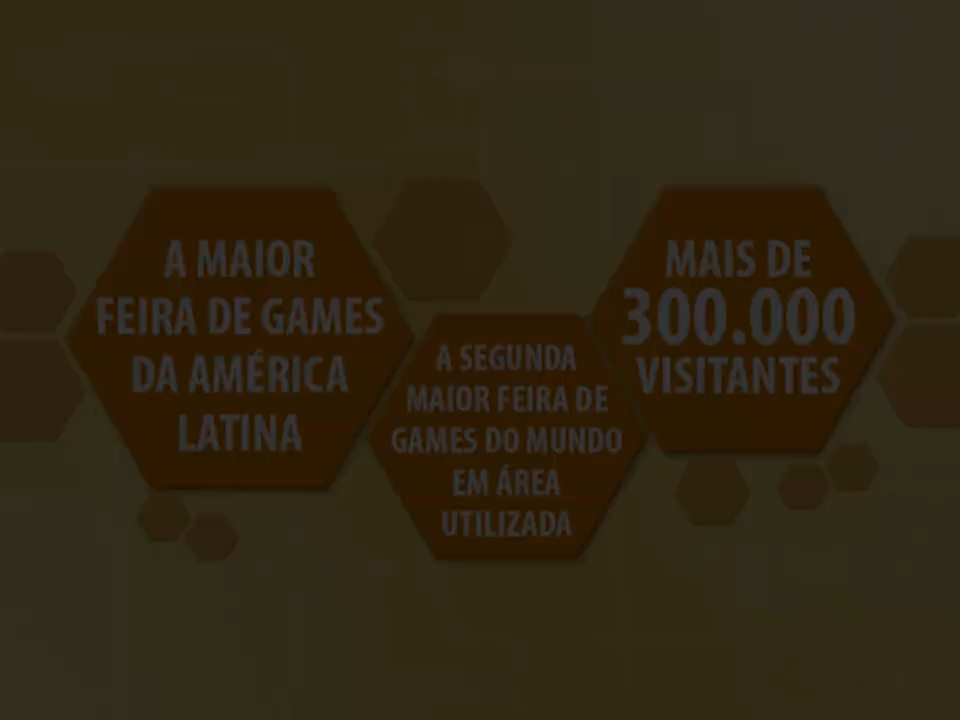 A MAIOR
FEIRA DE GAMES
DA AMÉRICA
LATINA
A SEGUNDA
MAIOR FEIRA DE
GAMES DO MUNDO
EM ÁREA
UTILIZADA
MAIS DE
300.000
VISITANTES